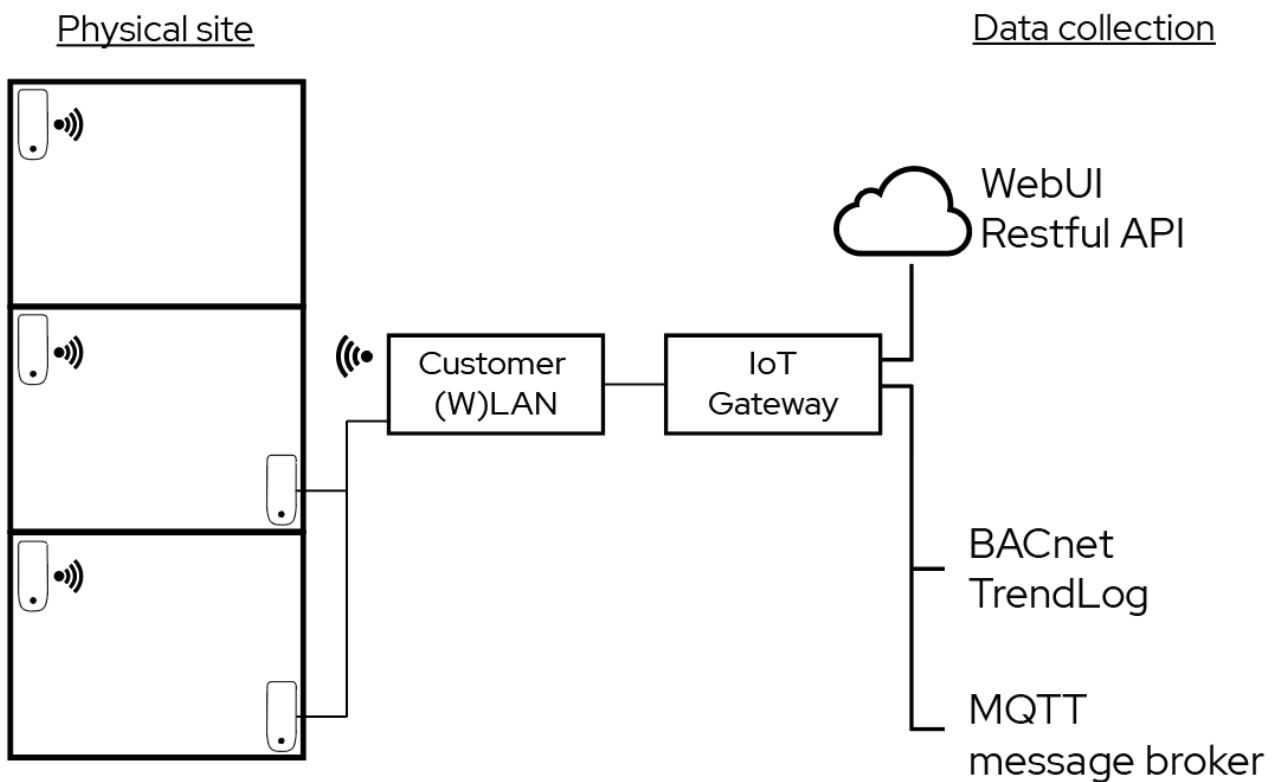 Physical site
Data collection
WebUI
Restful API
Customer
(W)LAN
IoT
Gateway
BACnet
TrendLog
MQTT
message broker